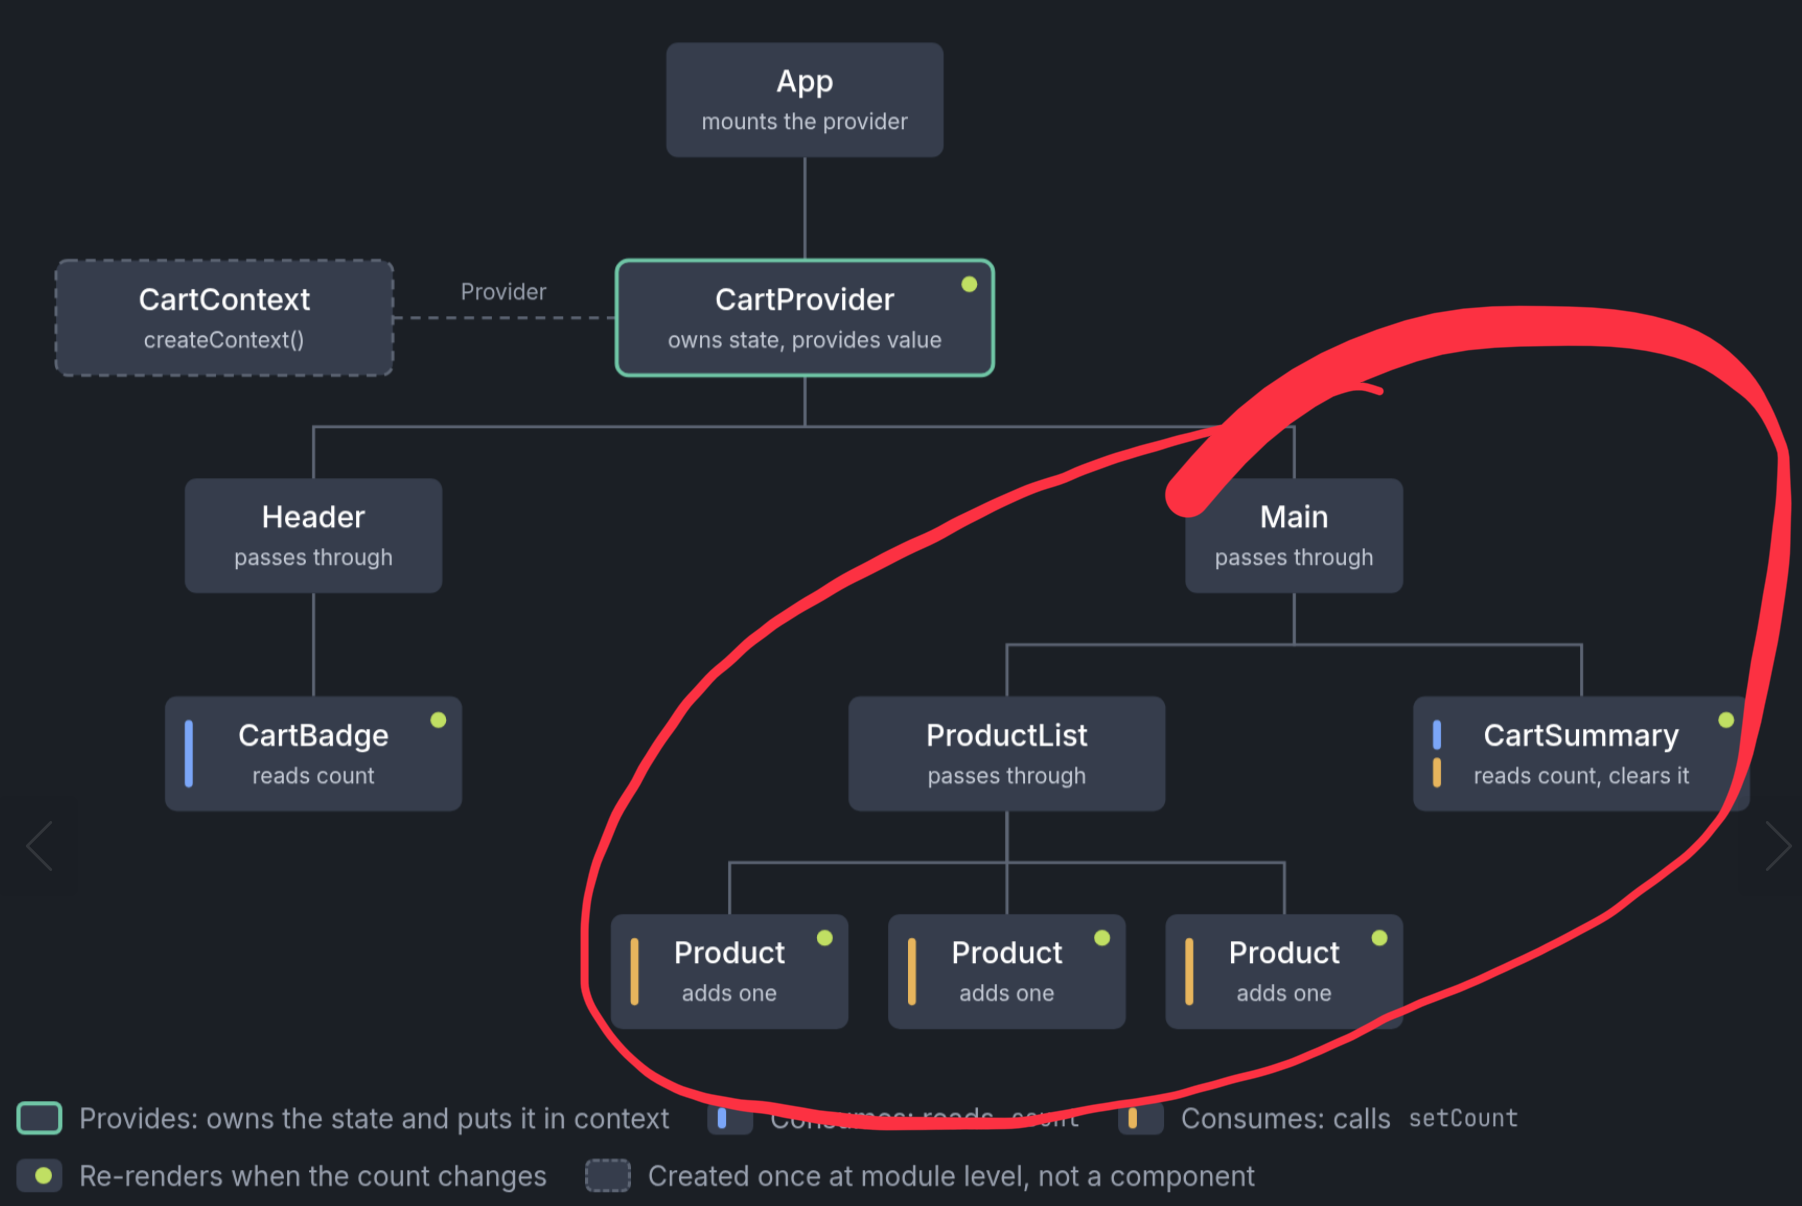 App
mounts the provider
CartContext
createContext()
Provider
CartProvider
owns state, provides value
Header
passes through
Main
passes through
CartBadge
reads count
ProductList
passes through
CartSummary
reads count, clears it
Product
adds one
Product
adds one
Product
adds one
Provides: owns the state and puts it in context
Consumes: reads count
Consumes: calls setCount
Re-renders when the count changes
Created once at module level, not a component